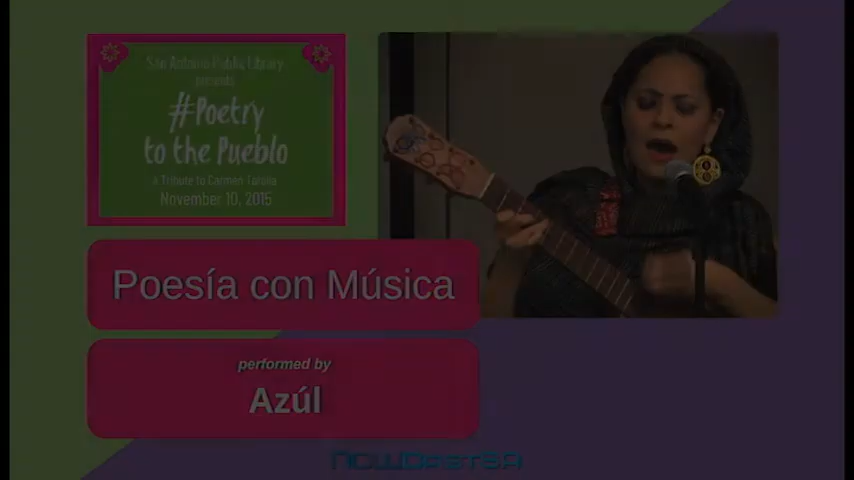 San Antonio Public Library
presents
#Poetry
to the Pueblo
a Tribute to Carmen Tafolla
November 10, 2015
Poesía con Música
performed by
Azúl
NOWCASTSA